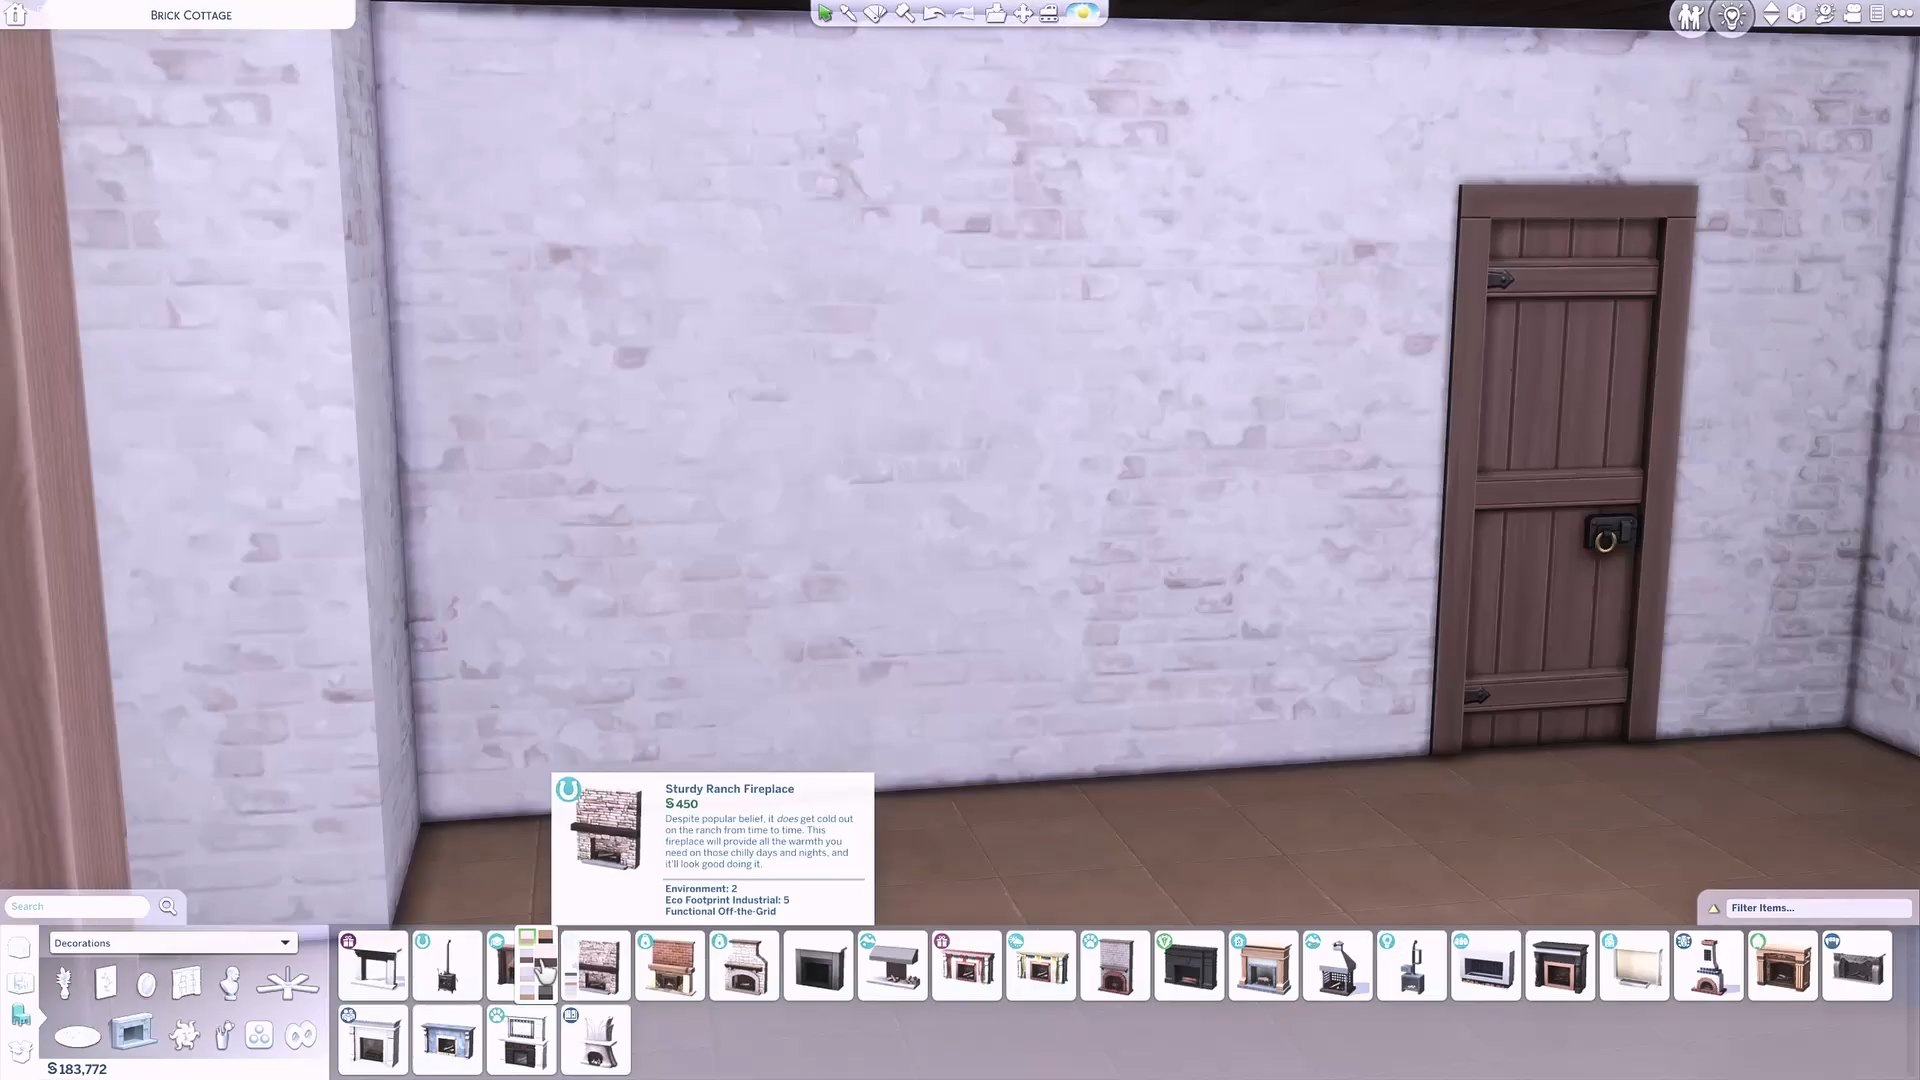 BRICK COTTAGE
Sturdy Ranch Fireplace
§450
Despite popular belief, it does get cold out
on the ranch from time to time. This
fireplace will provide all the warmth you
need on those chilly days and nights, and
it'll look good doing it.
Environment: 2
Eco Footprint Industrial: 5
Functional Off-the-Grid
Search
Filter Items...
Decorations
§183,772